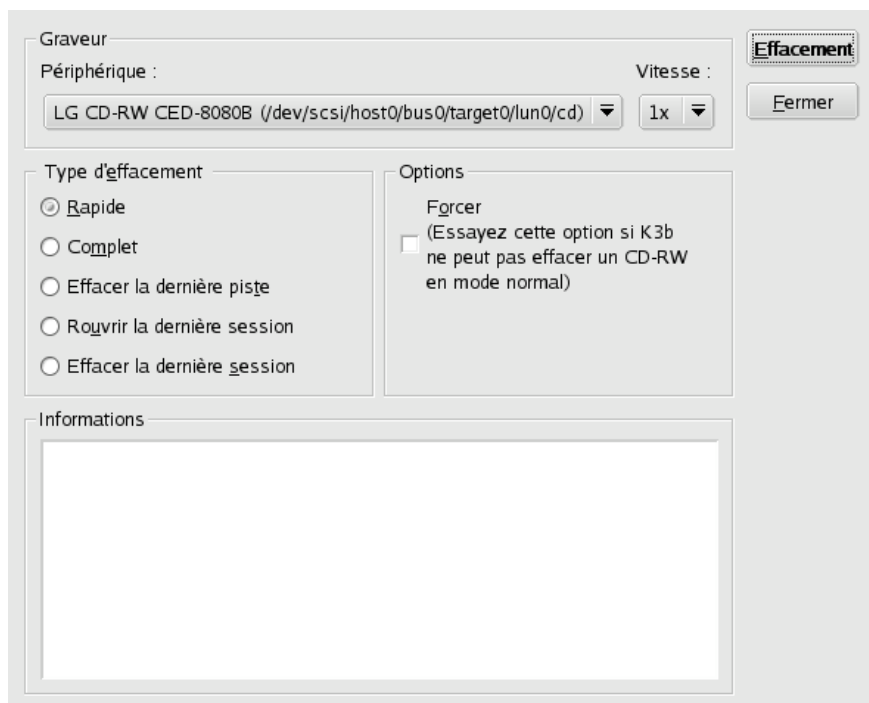 Graveur
Périphérique :
Vitesse :
LG CD-RW CED-8080B (/dev/scsi/host0/bus0/target0/lun0/cd)
1x
Effacement
Fermer
Type d'effacement
Rapide
Complet
Effacer la dernière piste
Rouvrir la dernière session
Effacer la dernière session
Options
Forcer
(Essayez cette option si K3b
ne peut pas effacer un CD-RW
en mode normal)
Informations